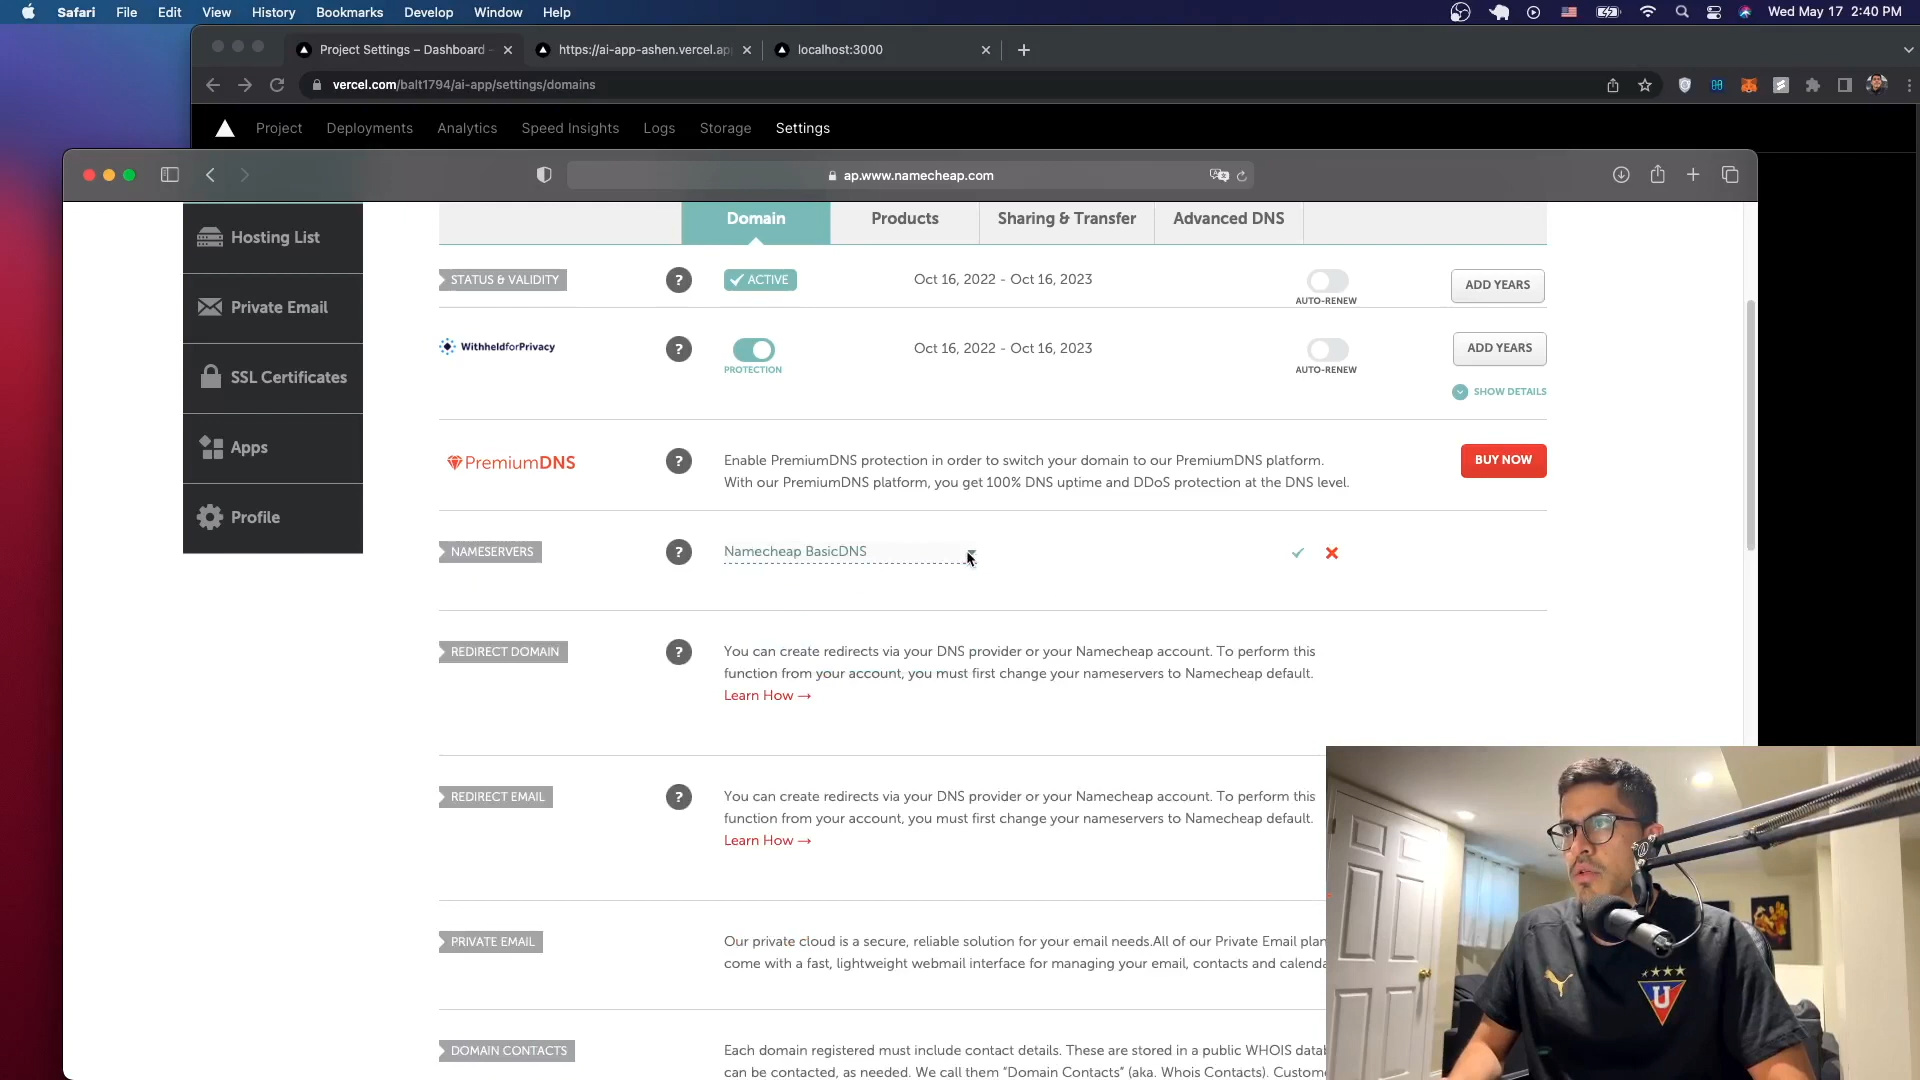 Safari File Edit View History Bookmarks Develop Window Help
Wed May 17 2:40 PM
Project Settings – Dashboard
https://ai-app-ashen.vercel.ap
localhost:3000
vercel.com/balt1794/ai-app/settings/domains
Project Deployments Analytics Speed Insights Logs Storage Settings
ap.www.namecheap.com
Hosting List
Private Email
SSL Certificates
Apps
Profile
Domain Products Sharing & Transfer Advanced DNS
STATUS & VALIDITY ? ACTIVE Oct 16, 2022 - Oct 16, 2023 AUTO-RENEW ADD YEARS
WithheldforPrivacy ? PROTECTION Oct 16, 2022 - Oct 16, 2023 AUTO-RENEW ADD YEARS
SHOW DETAILS
PremiumDNS ? Enable PremiumDNS protection in order to switch your domain to our PremiumDNS platform.
With our PremiumDNS platform, you get 100% DNS uptime and DDoS protection at the DNS level.
BUY NOW
NAMESERVERS ? Namecheap BasicDNS
REDIRECT DOMAIN ? You can create redirects via your DNS provider or your Namecheap account. To perform this
function from your account, you must first change your nameservers to Namecheap default.
Learn How →
REDIRECT EMAIL ? You can create redirects via your DNS provider or your Namecheap account. To perform this
function from your account, you must first change your nameservers to Namecheap default.
Learn How →
PRIVATE EMAIL Our private cloud is a secure, reliable solution for your email needs.All of our Private Email plan
come with a fast, lightweight webmail interface for managing your email, contacts and calenda
DOMAIN CONTACTS Each domain registered must include contact details. These are stored in a public WHOIS datab
can be contacted, as needed. We call them "Domain Contacts" (aka. Whois Contacts). Custome
U